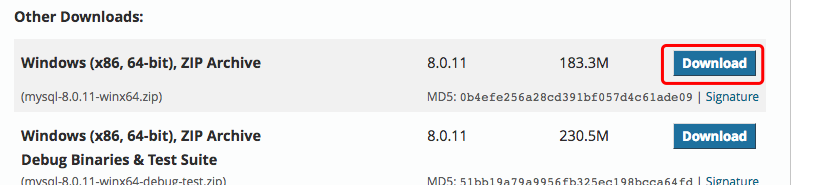 Other Downloads:
Windows (x86, 64-bit), ZIP Archive 8.0.11 183.3M Download
(mysql-8.0.11-winx64.zip) MD5: 0b4efe256a28cd391bf057d4c61ade09 | Signature
Windows (x86, 64-bit), ZIP Archive 8.0.11 230.5M Download
Debug Binaries & Test Suite
(mysql-8.0.11-winx64-debug-test.zip) MD5: 51bb19a79a9956fb325ec198bcca64fd | Signature